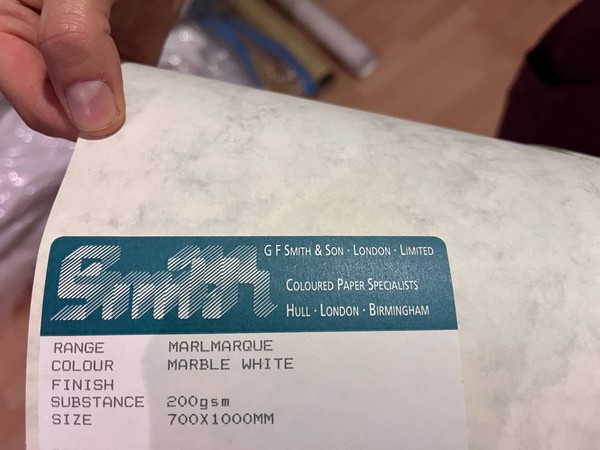 Smith
G F SMITH & SON · LONDON · LIMITED
COLOURED PAPER SPECIALISTS
HULL · LONDON · BIRMINGHAM
RANGE MARLMARQUE
COLOUR MARBLE WHITE
FINISH
SUBSTANCE 200gsm
SIZE 700X1000MM